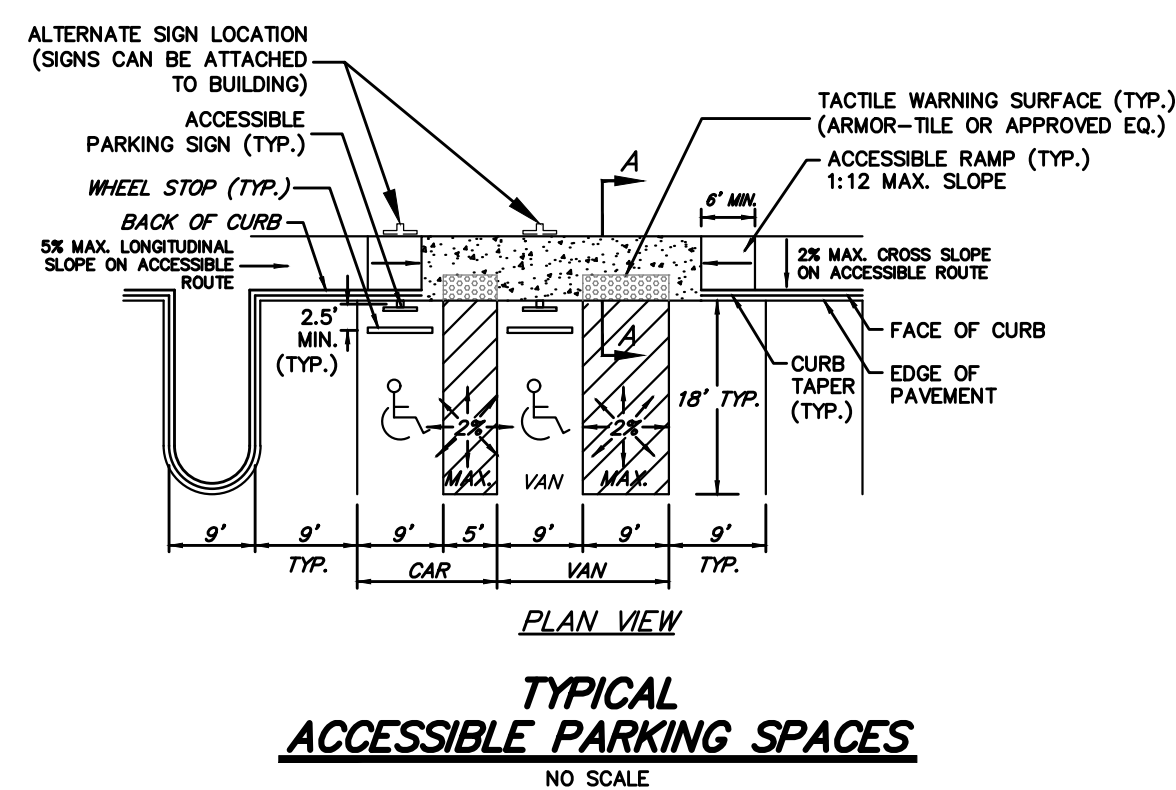 ALTERNATE SIGN LOCATION
(SIGNS CAN BE ATTACHED
TO BUILDING)
ACCESSIBLE
PARKING SIGN (TYP.)
WHEEL STOP (TYP.)
BACK OF CURB
5% MAX. LONGITUDINAL
SLOPE ON ACCESSIBLE
ROUTE
2.5'
MIN.
(TYP.)
A
TACTILE WARNING SURFACE (TYP.)
(ARMOR-TILE OR APPROVED EQ.)
ACCESSIBLE RAMP (TYP.)
1:12 MAX. SLOPE
6' MIN.
2% MAX. CROSS SLOPE
ON ACCESSIBLE ROUTE
FACE OF CURB
A
CURB
TAPER
(TYP.)
EDGE OF
PAVEMENT
18' TYP.
2%
MAX.
VAN
2%
MAX.
9' 9' 9' 5' 9' 9' 9'
TYP. CAR VAN TYP.
PLAN VIEW
TYPICAL
ACCESSIBLE PARKING SPACES
NO SCALE